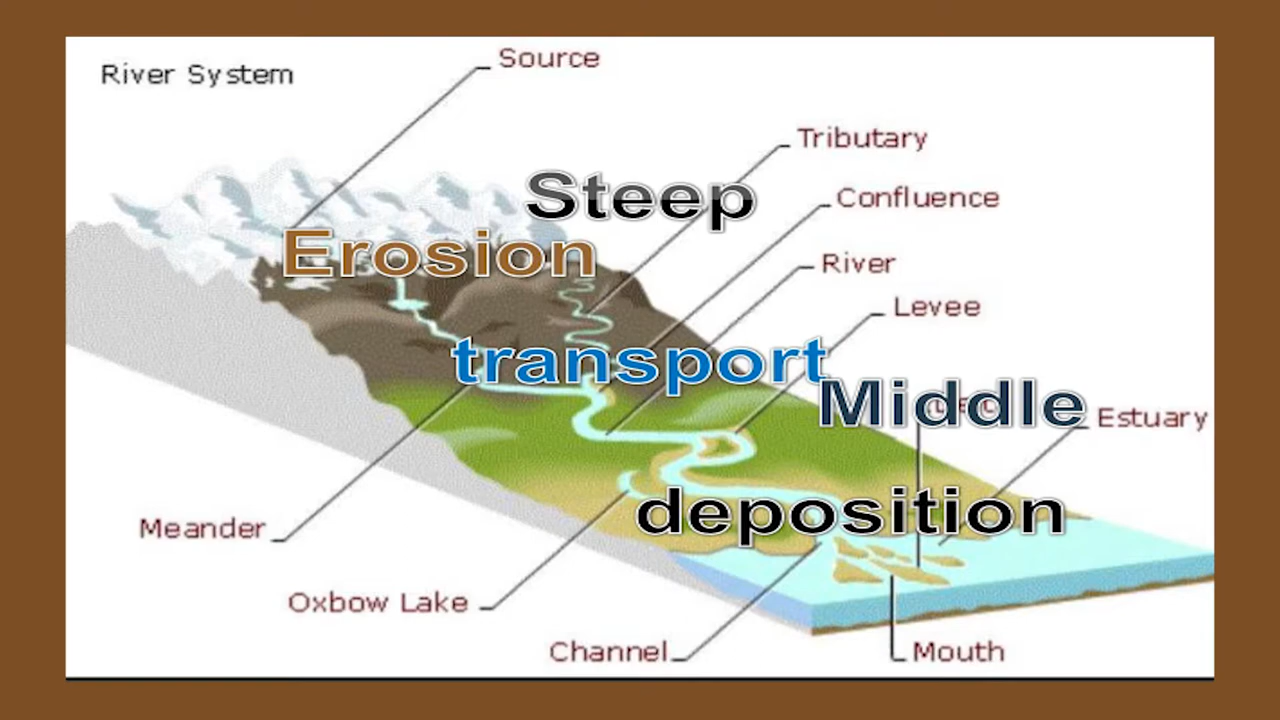 River System
Source
Tributary
Steep
Confluence
Erosion
River
Levee
transport
Middle
Estuary
deposition
Meander
Oxbow Lake
Channel
Mouth